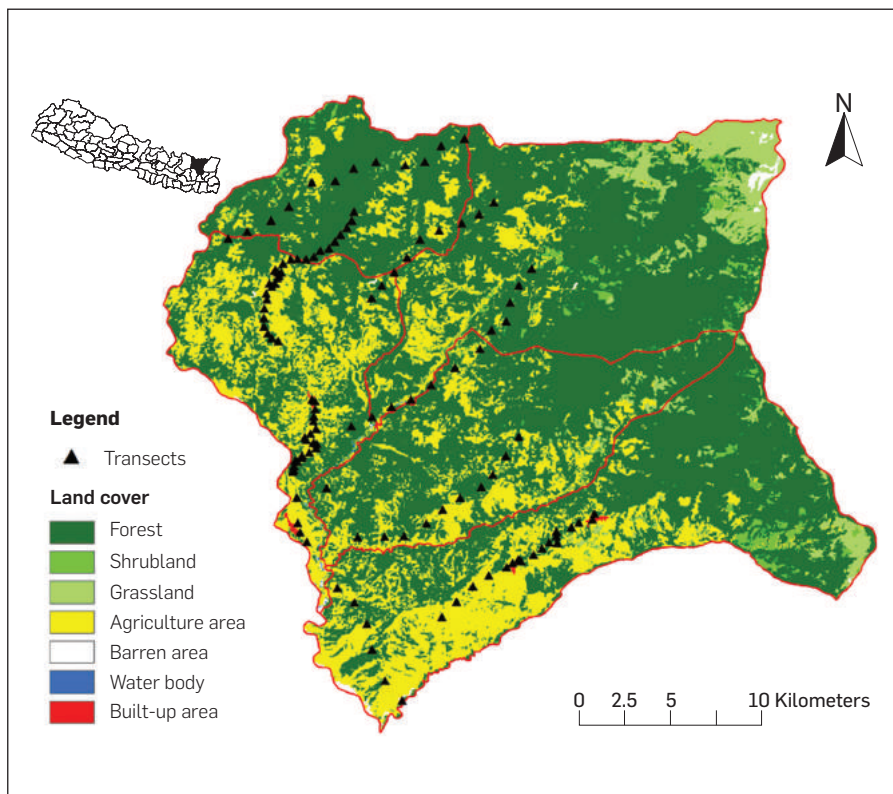 N
Legend
Transects
Land cover
Forest
Shrubland
Grassland
Agriculture area
Barren area
Water body
Built-up area
0 2.5 5 10 Kilometers